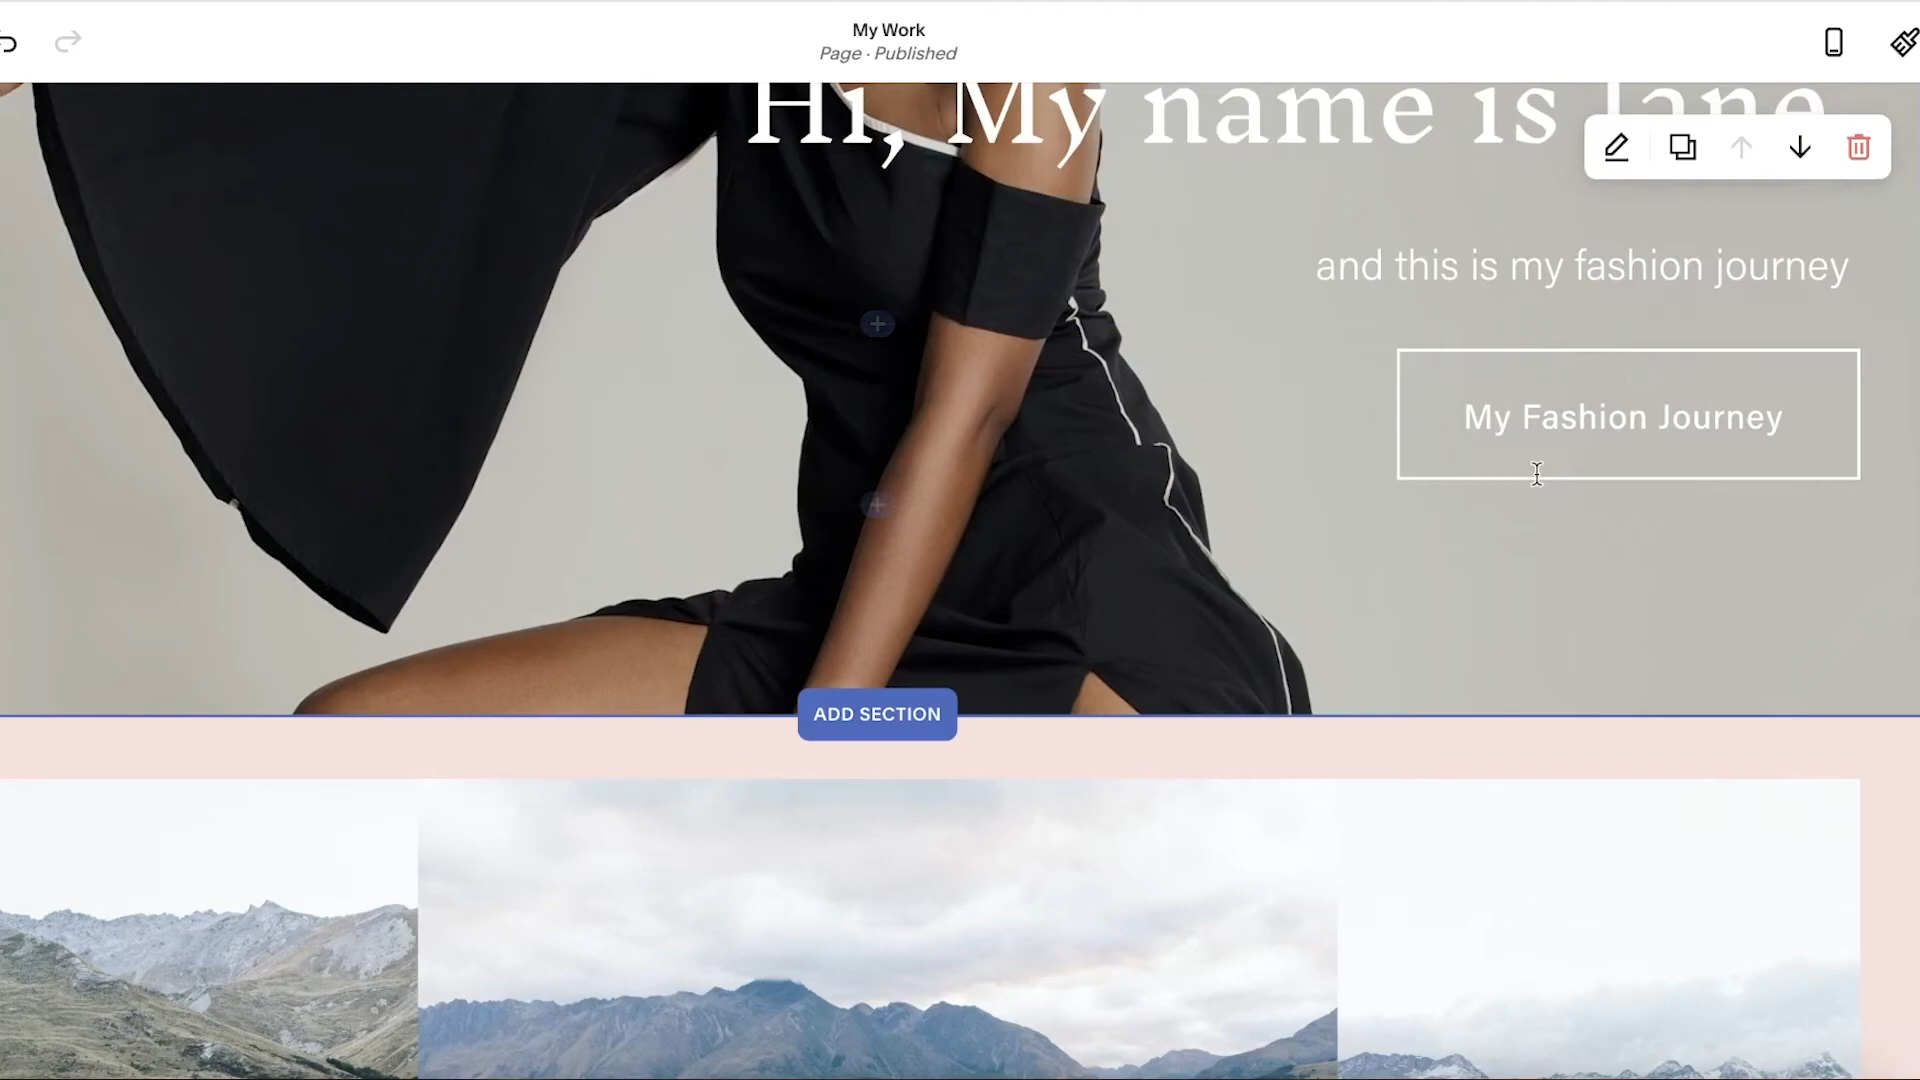 My Work
Page · Published
Hi, My name is Jane
and this is my fashion journey
My Fashion Journey
ADD SECTION